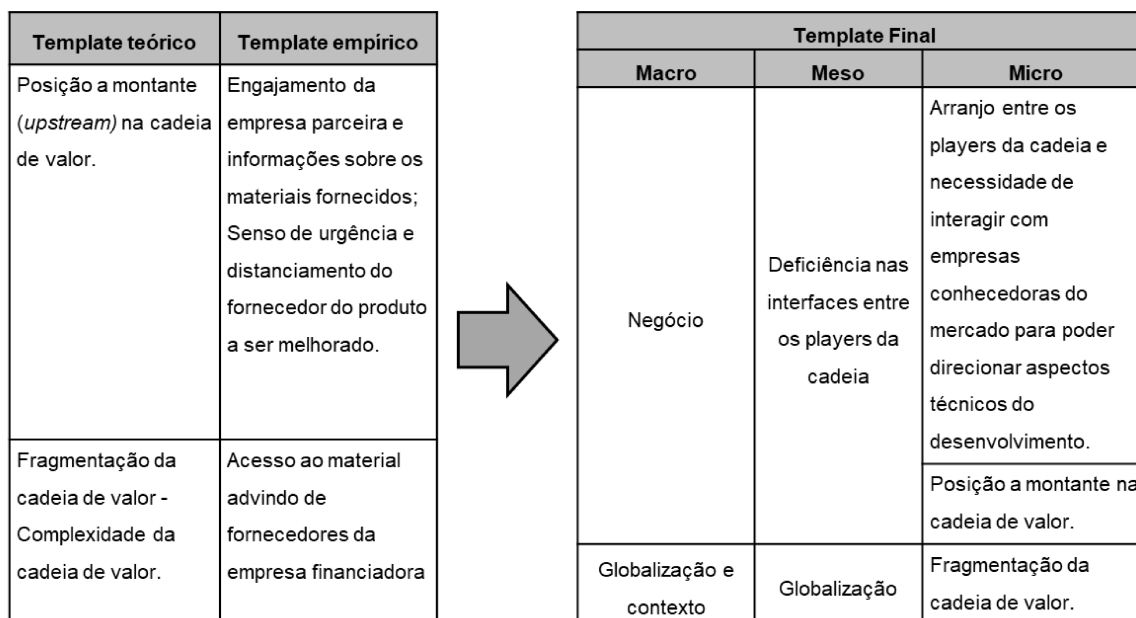 Template teórico
Template empírico
Posição a montante
(upstream) na cadeia
de valor.
Engajamento da
empresa parceira e
informações sobre os
materiais fornecidos;
Senso de urgência e
distanciamento do
fornecedor do produto
a ser melhorado.
Fragmentação da
cadeia de valor -
Complexidade da
cadeia de valor.
Acesso ao material
advindo de
fornecedores da
empresa financiadora
Template Final
Macro
Meso
Micro
Negócio
Deficiência nas
interfaces entre
os players da
cadeia
Arranjo entre os
players da cadeia e
necessidade de
interagir com
empresas
conhecedoras do
mercado para poder
direcionar aspectos
técnicos do
desenvolvimento.
Posição a montante na
cadeia de valor.
Globalização e
contexto
Globalização
Fragmentação da
cadeia de valor.